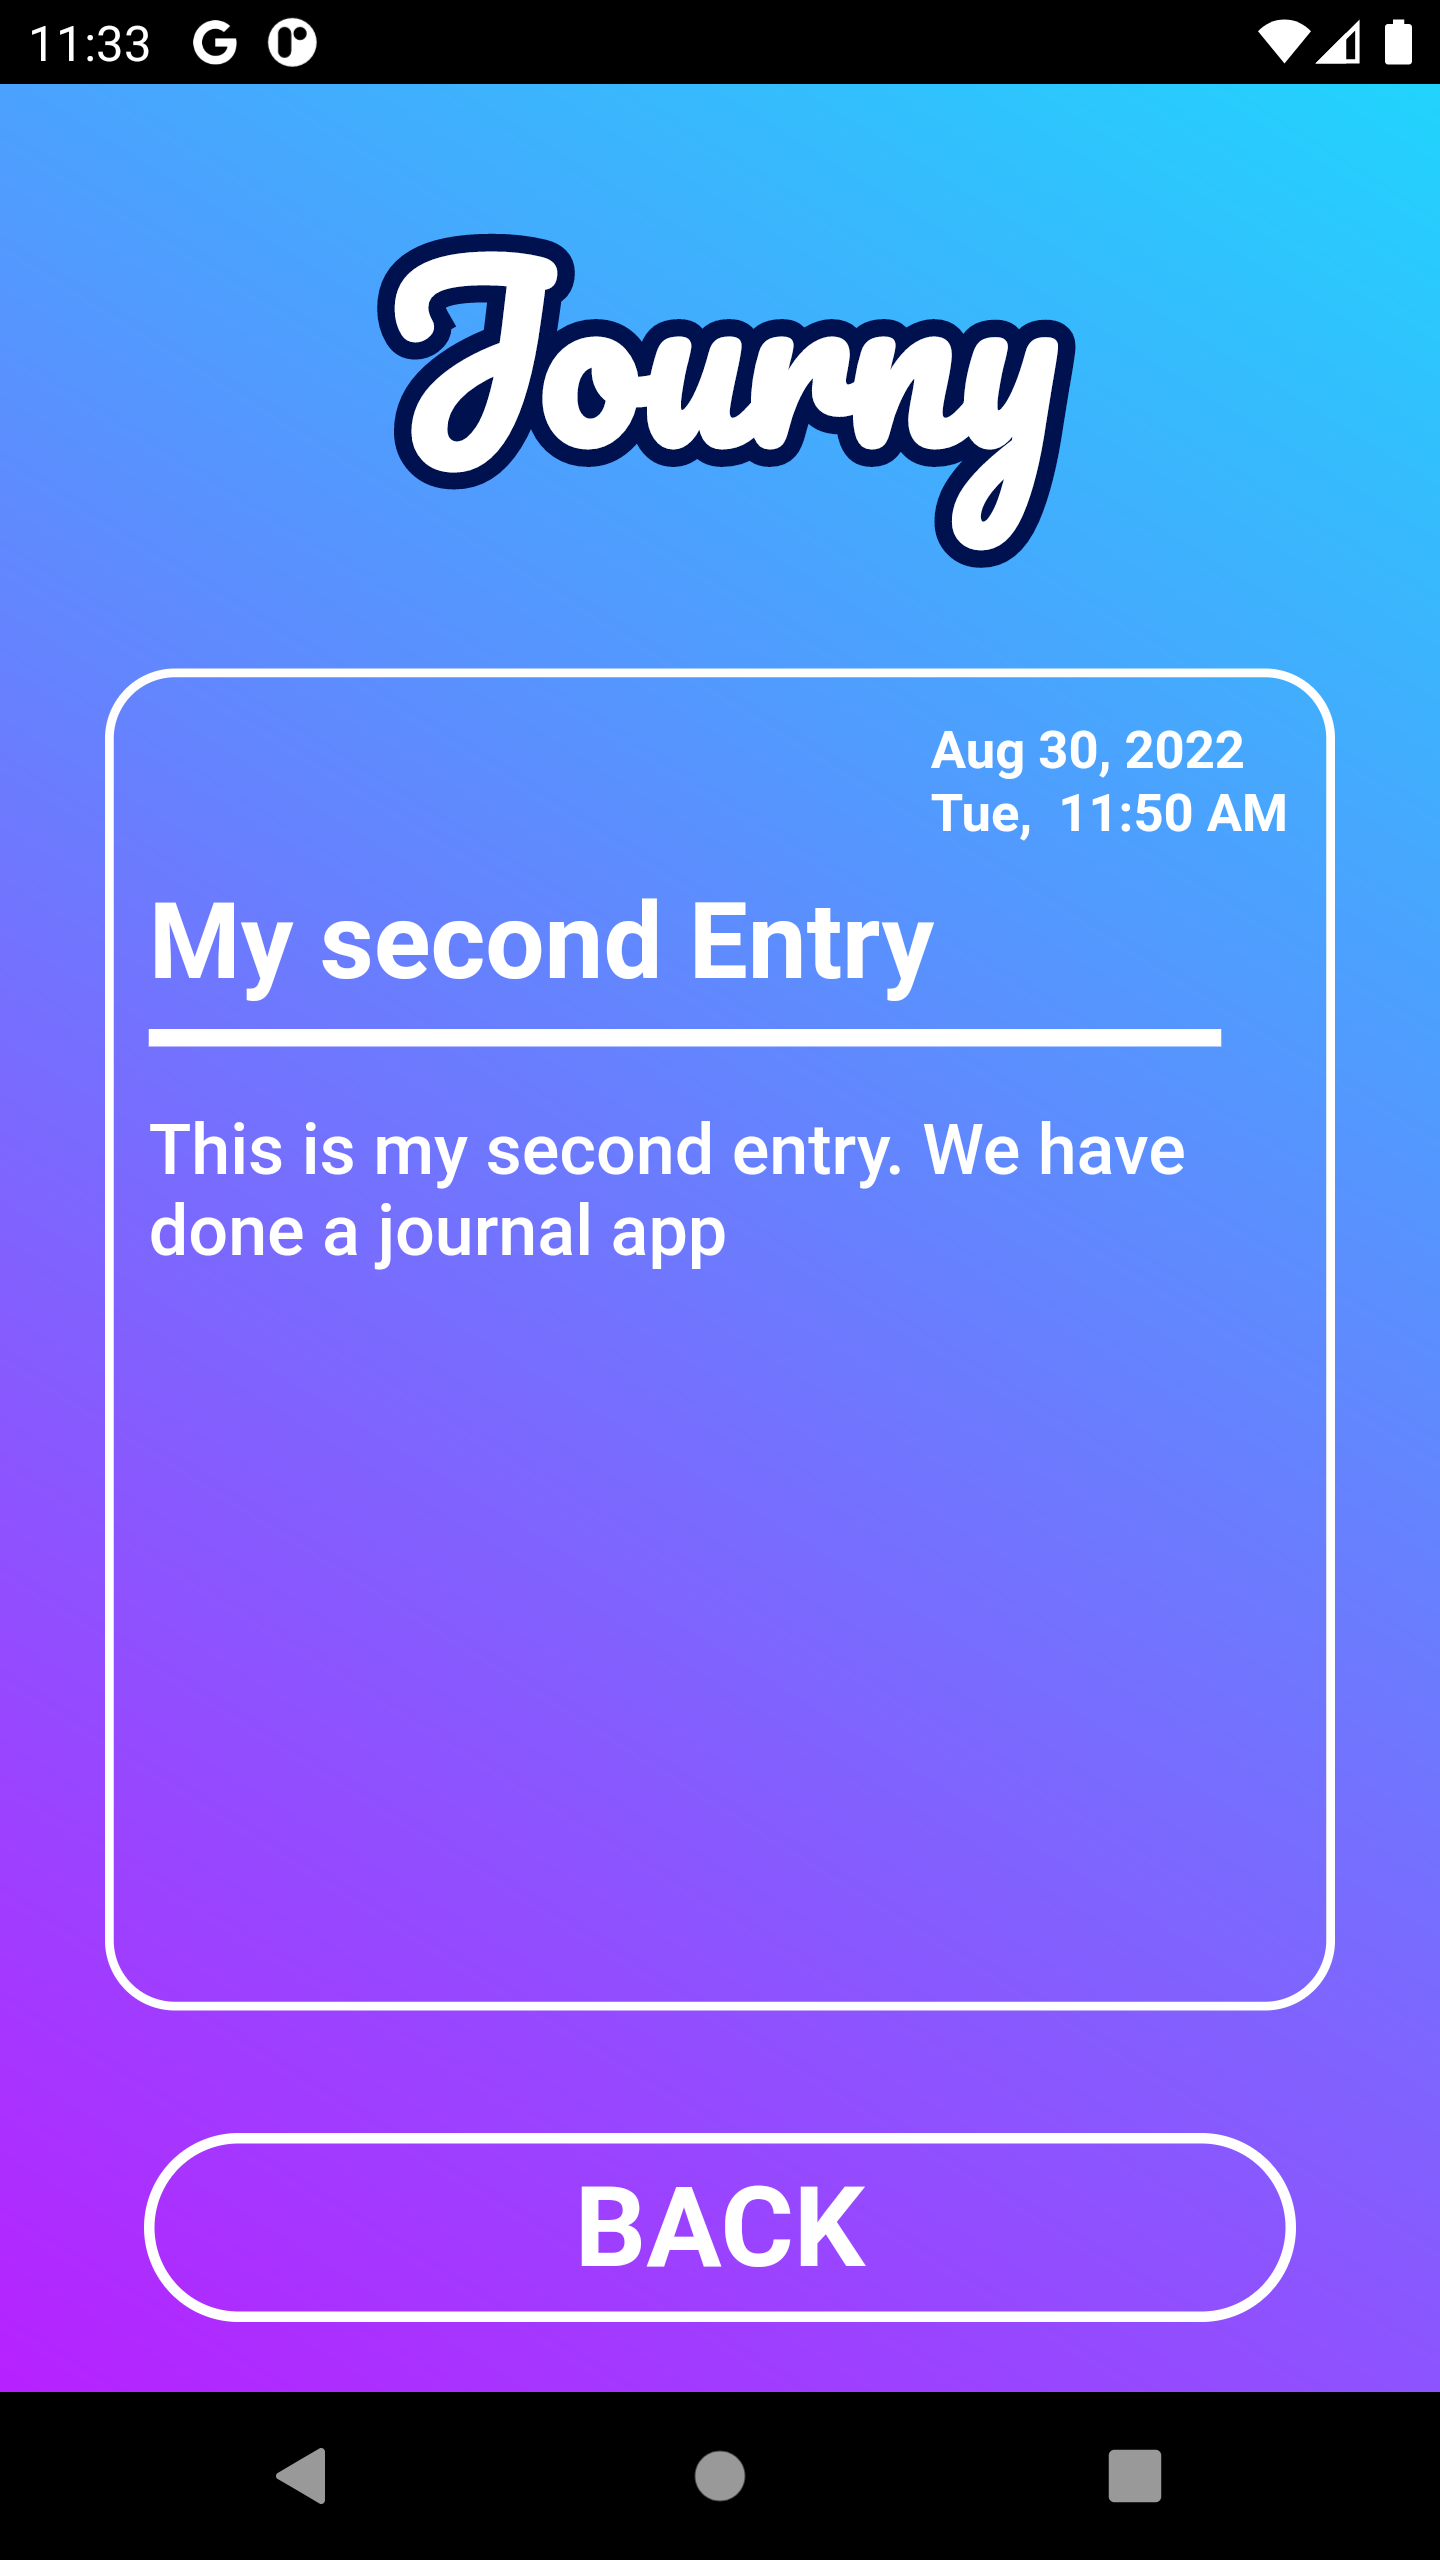 11:33
Journy
Aug 30, 2022
Tue, 11:50 AM
My second Entry
This is my second entry. We have
done a journal app
BACK